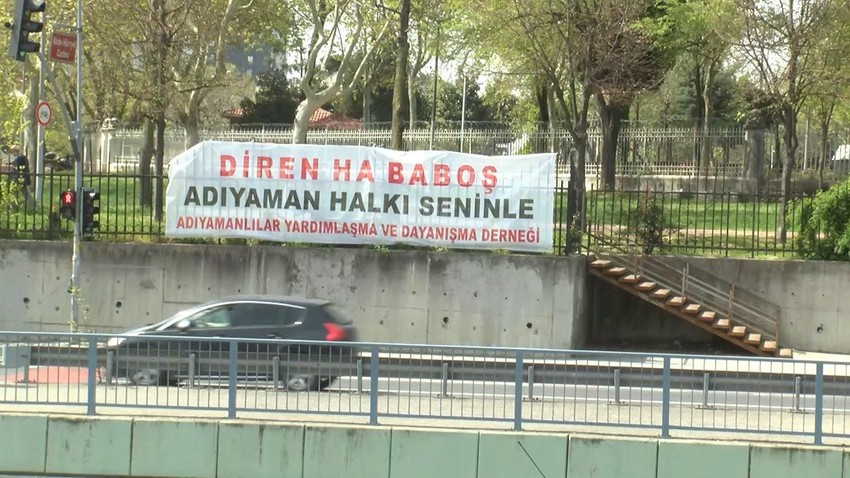 DİREN HA BABOŞ
ADIYAMAN HALKI SENİNLE
ADIYAMANLILAR YARDIMLAŞMA VE DAYANIŞMA DERNEĞİ